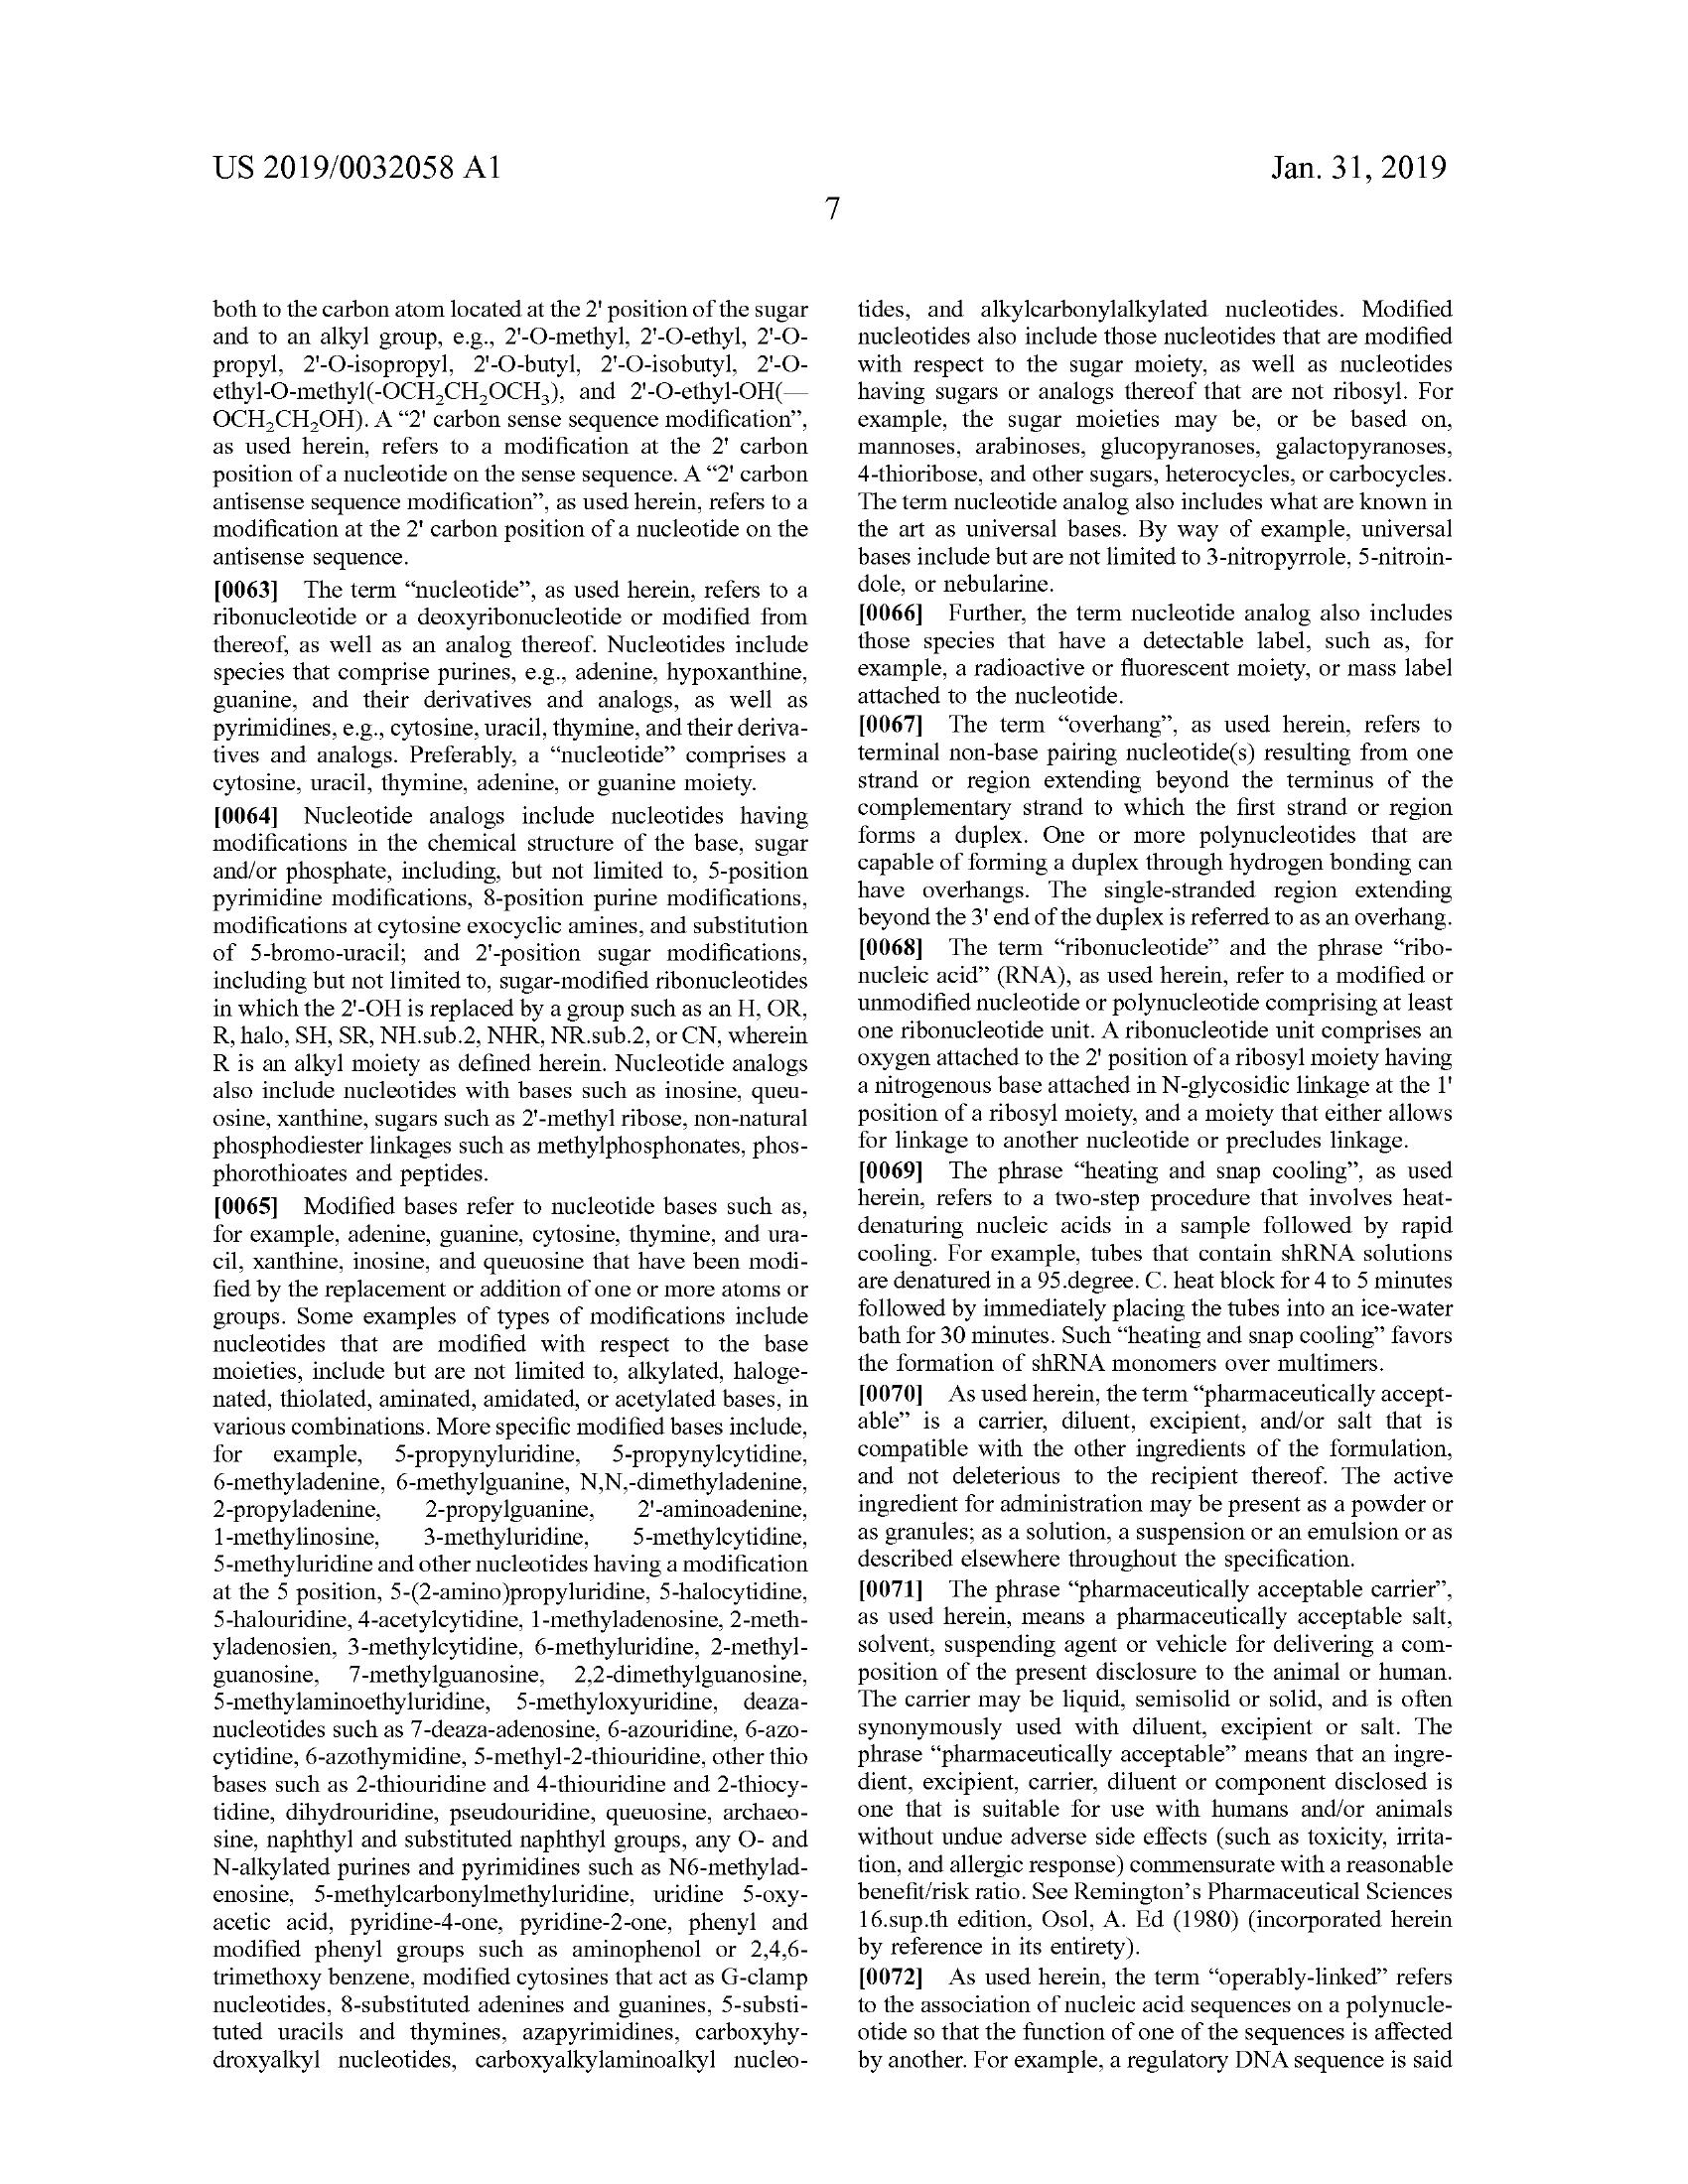 US 2019/0032058 A1
Jan. 31, 2019
7
both to the carbon atom located at the 2' position of the sugar
and to an alkyl group, e.g., 2'-O-methyl, 2'-O-ethyl, 2'-O-
propyl, 2'-O-isopropyl, 2'-O-butyl, 2'-O-isobutyl, 2'-O-
ethyl-O-methyl(-OCH₂CH₂OCH₃), and 2'-O-ethyl-OH(—
OCH₂CH₂OH). A “2' carbon sense sequence modification”,
as used herein, refers to a modification at the 2' carbon
position of a nucleotide on the sense sequence. A “2' carbon
antisense sequence modification”, as used herein, refers to a
modification at the 2' carbon position of a nucleotide on the
antisense sequence.
[0063] The term “nucleotide”, as used herein, refers to a
ribonucleotide or a deoxyribonucleotide or modified from
thereof, as well as an analog thereof. Nucleotides include
species that comprise purines, e.g., adenine, hypoxanthine,
guanine, and their derivatives and analogs, as well as
pyrimidines, e.g., cytosine, uracil, thymine, and their deriva-
tives and analogs. Preferably, a “nucleotide” comprises a
cytosine, uracil, thymine, adenine, or guanine moiety.
[0064] Nucleotide analogs include nucleotides having
modifications in the chemical structure of the base, sugar
and/or phosphate, including, but not limited to, 5-position
pyrimidine modifications, 8-position purine modifications,
modifications at cytosine exocyclic amines, and substitution
of 5-bromo-uracil; and 2'-position sugar modifications,
including but not limited to, sugar-modified ribonucleotides
in which the 2'-OH is replaced by a group such as an H, OR,
R, halo, SH, SR, NH.sub.2, NHR, NR.sub.2, or CN, wherein
R is an alkyl moiety as defined herein. Nucleotide analogs
also include nucleotides with bases such as inosine, queu-
osine, xanthine, sugars such as 2'-methyl ribose, non-natural
phosphodiester linkages such as methylphosphonates, phos-
phorothioates and peptides.
[0065] Modified bases refer to nucleotide bases such as,
for example, adenine, guanine, cytosine, thymine, and ura-
cil, xanthine, inosine, and queuosine that have been modi-
fied by the replacement or addition of one or more atoms or
groups. Some examples of types of modifications include
nucleotides that are modified with respect to the base
moieties, include but are not limited to, alkylated, haloge-
nated, thiolated, aminated, amidated, or acetylated bases, in
various combinations. More specific modified bases include,
for example, 5-propynyluridine, 5-propynylcytidine,
6-methyladenine, 6-methylguanine, N,N,-dimethyladenine,
2-propyladenine, 2-propylguanine, 2'-aminoadenine,
1-methylinosine, 3-methyluridine, 5-methylcytidine,
5-methyluridine and other nucleotides having a modification
at the 5 position, 5-(2-amino)propyluridine, 5-halocytidine,
5-halouridine, 4-acetylcytidine, 1-methyladenosine, 2-meth-
yladenosien, 3-methylcytidine, 6-methyluridine, 2-methyl-
guanosine, 7-methylguanosine, 2,2-dimethylguanosine,
5-methylaminoethyluridine, 5-methyloxyuridine, deaza-
nucleotides such as 7-deaza-adenosine, 6-azouridine, 6-azo-
cytidine, 6-azothymidine, 5-methyl-2-thiouridine, other thio
bases such as 2-thiouridine and 4-thiouridine and 2-thiocy-
tidine, dihydrouridine, pseudouridine, queuosine, archaeo-
sine, naphthyl and substituted naphthyl groups, any O- and
N-alkylated purines and pyrimidines such as N6-methylad-
enosine, 5-methylcarbonylmethyluridine, uridine 5-oxy-
acetic acid, pyridine-4-one, pyridine-2-one, phenyl and
modified phenyl groups such as aminophenol or 2,4,6-
trimethoxy benzene, modified cytosines that act as G-clamp
nucleotides, 8-substituted adenines and guanines, 5-substi-
tuted uracils and thymines, azapyrimidines, carboxyhy-
droxyalkyl nucleotides, carboxyalkylaminoalkyl nucleo-
tides, and alkylcarbonylalkylated nucleotides. Modified
nucleotides also include those nucleotides that are modified
with respect to the sugar moiety, as well as nucleotides
having sugars or analogs thereof that are not ribosyl. For
example, the sugar moieties may be, or be based on,
mannoses, arabinoses, glucopyranoses, galactopyranoses,
4-thioribose, and other sugars, heterocycles, or carbocycles.
The term nucleotide analog also includes what are known in
the art as universal bases. By way of example, universal
bases include but are not limited to 3-nitropyrrole, 5-nitroin-
dole, or nebularine.
[0066] Further, the term nucleotide analog also includes
those species that have a detectable label, such as, for
example, a radioactive or fluorescent moiety, or mass label
attached to the nucleotide.
[0067] The term “overhang”, as used herein, refers to
terminal non-base pairing nucleotide(s) resulting from one
strand or region extending beyond the terminus of the
complementary strand to which the first strand or region
forms a duplex. One or more polynucleotides that are
capable of forming a duplex through hydrogen bonding can
have overhangs. The single-stranded region extending
beyond the 3' end of the duplex is referred to as an overhang.
[0068] The term “ribonucleotide” and the phrase “ribo-
nucleic acid” (RNA), as used herein, refer to a modified or
unmodified nucleotide or polynucleotide comprising at least
one ribonucleotide unit. A ribonucleotide unit comprises an
oxygen attached to the 2' position of a ribosyl moiety having
a nitrogenous base attached in N-glycosidic linkage at the 1'
position of a ribosyl moiety, and a moiety that either allows
for linkage to another nucleotide or precludes linkage.
[0069] The phrase “heating and snap cooling”, as used
herein, refers to a two-step procedure that involves heat-
denaturing nucleic acids in a sample followed by rapid
cooling. For example, tubes that contain shRNA solutions
are denatured in a 95.degree. C. heat block for 4 to 5 minutes
followed by immediately placing the tubes into an ice-water
bath for 30 minutes. Such “heating and snap cooling” favors
the formation of shRNA monomers over multimers.
[0070] As used herein, the term “pharmaceutically accept-
able” is a carrier, diluent, excipient, and/or salt that is
compatible with the other ingredients of the formulation,
and not deleterious to the recipient thereof. The active
ingredient for administration may be present as a powder or
as granules; as a solution, a suspension or an emulsion or as
described elsewhere throughout the specification.
[0071] The phrase “pharmaceutically acceptable carrier”,
as used herein, means a pharmaceutically acceptable salt,
solvent, suspending agent or vehicle for delivering a com-
position of the present disclosure to the animal or human.
The carrier may be liquid, semisolid or solid, and is often
synonymously used with diluent, excipient or salt. The
phrase “pharmaceutically acceptable” means that an ingre-
dient, excipient, carrier, diluent or component disclosed is
one that is suitable for use with humans and/or animals
without undue adverse side effects (such as toxicity, irrita-
tion, and allergic response) commensurate with a reasonable
benefit/risk ratio. See Remington’s Pharmaceutical Sciences
16.sup.th edition, Osol, A. Ed (1980) (incorporated herein
by reference in its entirety).
[0072] As used herein, the term “operably-linked” refers
to the association of nucleic acid sequences on a polynucle-
otide so that the function of one of the sequences is affected
by another. For example, a regulatory DNA sequence is said